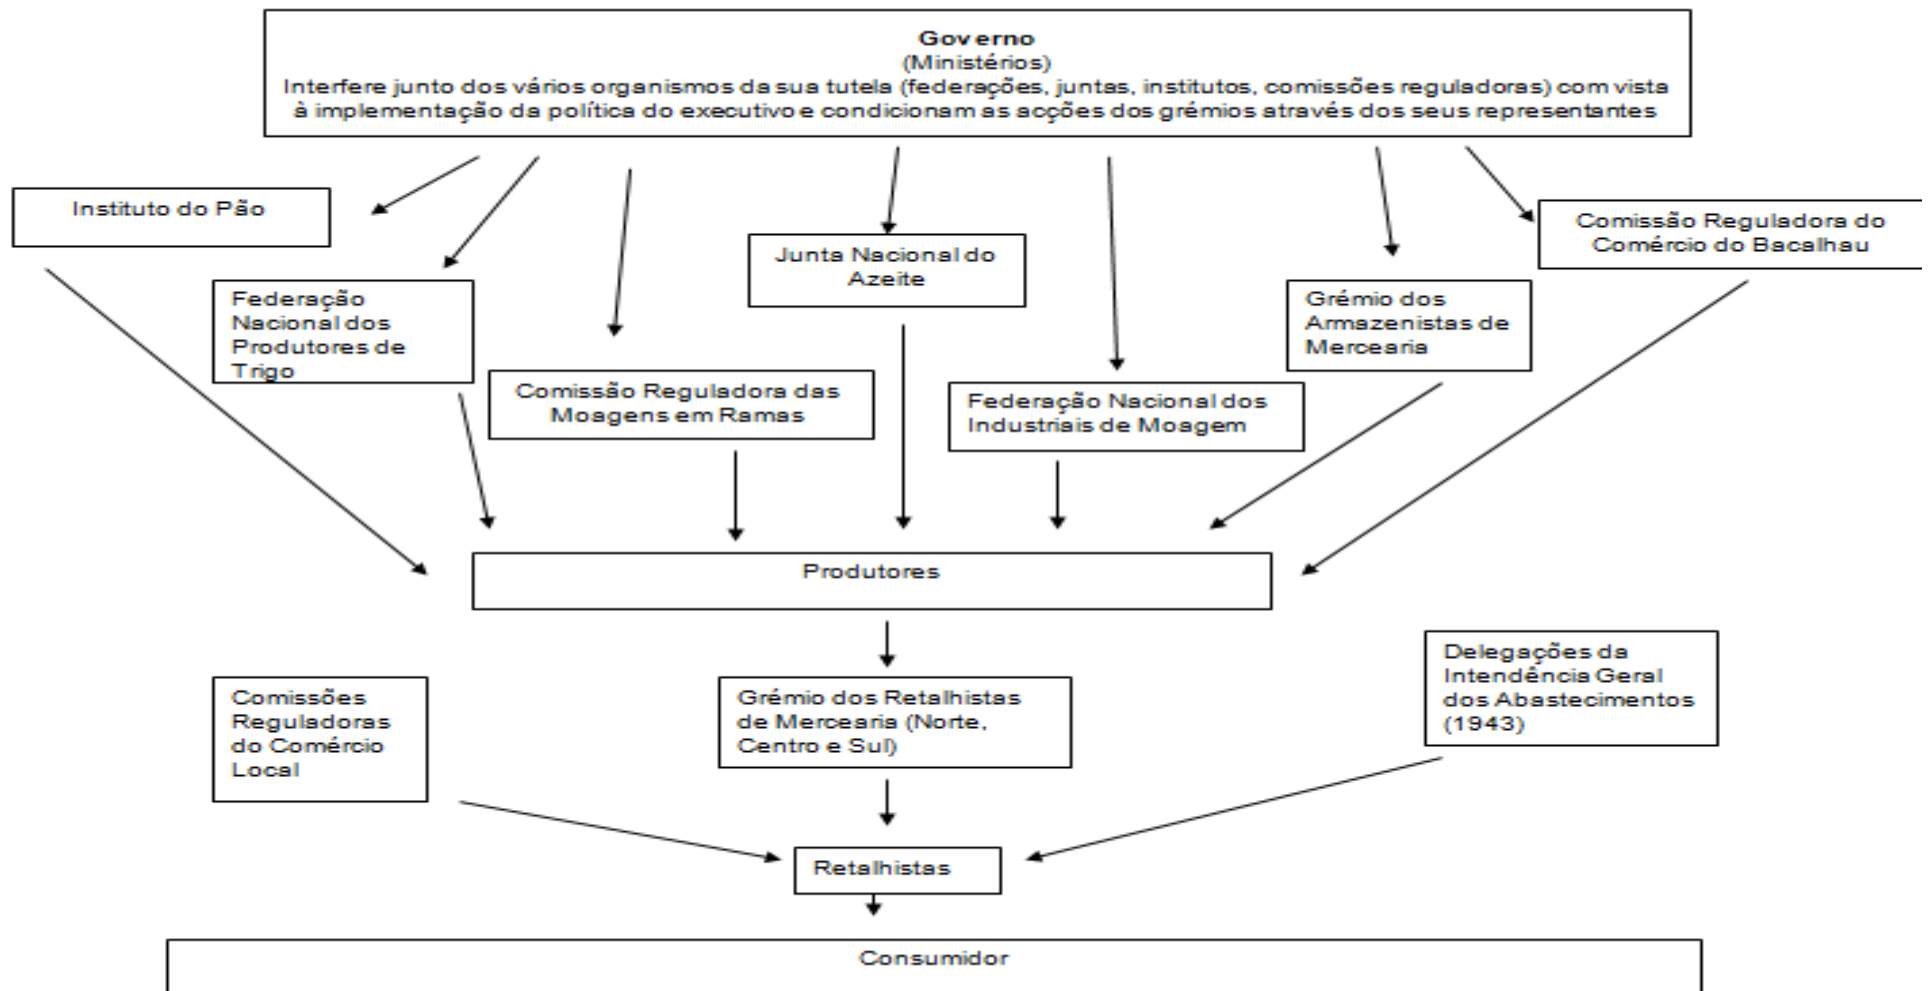 Governo
(Ministérios)
Interfere junto dos vários organismos da sua tutela (federações, juntas, institutos, comissões reguladoras) com vista
à implementação da política do executivo e condicionam as acções dos grémios através dos seus representantes
Instituto do Pão
Comissão Reguladora do
Comércio do Bacalhau
Junta Nacional do
Azeite
Federação
Nacional dos
Produtores de
Trigo
Grémio dos
Armazenistas de
Mercearia
Comissão Reguladora das
Moagens em Ramas
Federação Nacional dos
Industriais de Moagem
Produtores
Comissões
Reguladoras
do Comércio
Local
Grémio dos Retalhistas
de Mercearia (Norte,
Centro e Sul)
Delegações da
Intendência Geral
dos Abastecimentos
(1943)
Retalhistas
Consumidor